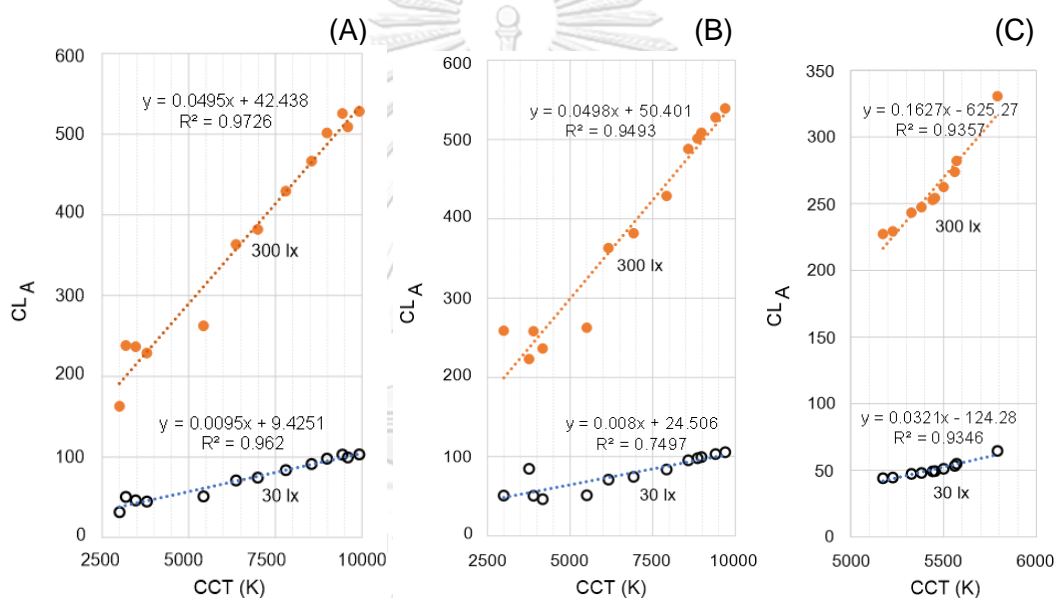 (A)
600
500
400
300
200
100
0
CL A
y = 0.0495x + 42.438
R² = 0.9726
300 lx
y = 0.0095x + 9.4251
R² = 0.962
30 lx
2500 5000 7500 10000
CCT (K)
(B)
600
500
400
300
200
100
0
CL A
y = 0.0498x + 50.401
R² = 0.9493
300 lx
y = 0.008x + 24.506
R² = 0.7497
30 lx
2500 5000 7500 10000
CCT (K)
(C)
350
300
250
200
150
100
50
0
CL A
y = 0.1627x - 625.27
R² = 0.9357
300 lx
y = 0.0321x - 124.28
R² = 0.9346
30 lx
5000 5500 6000
CCT (K)